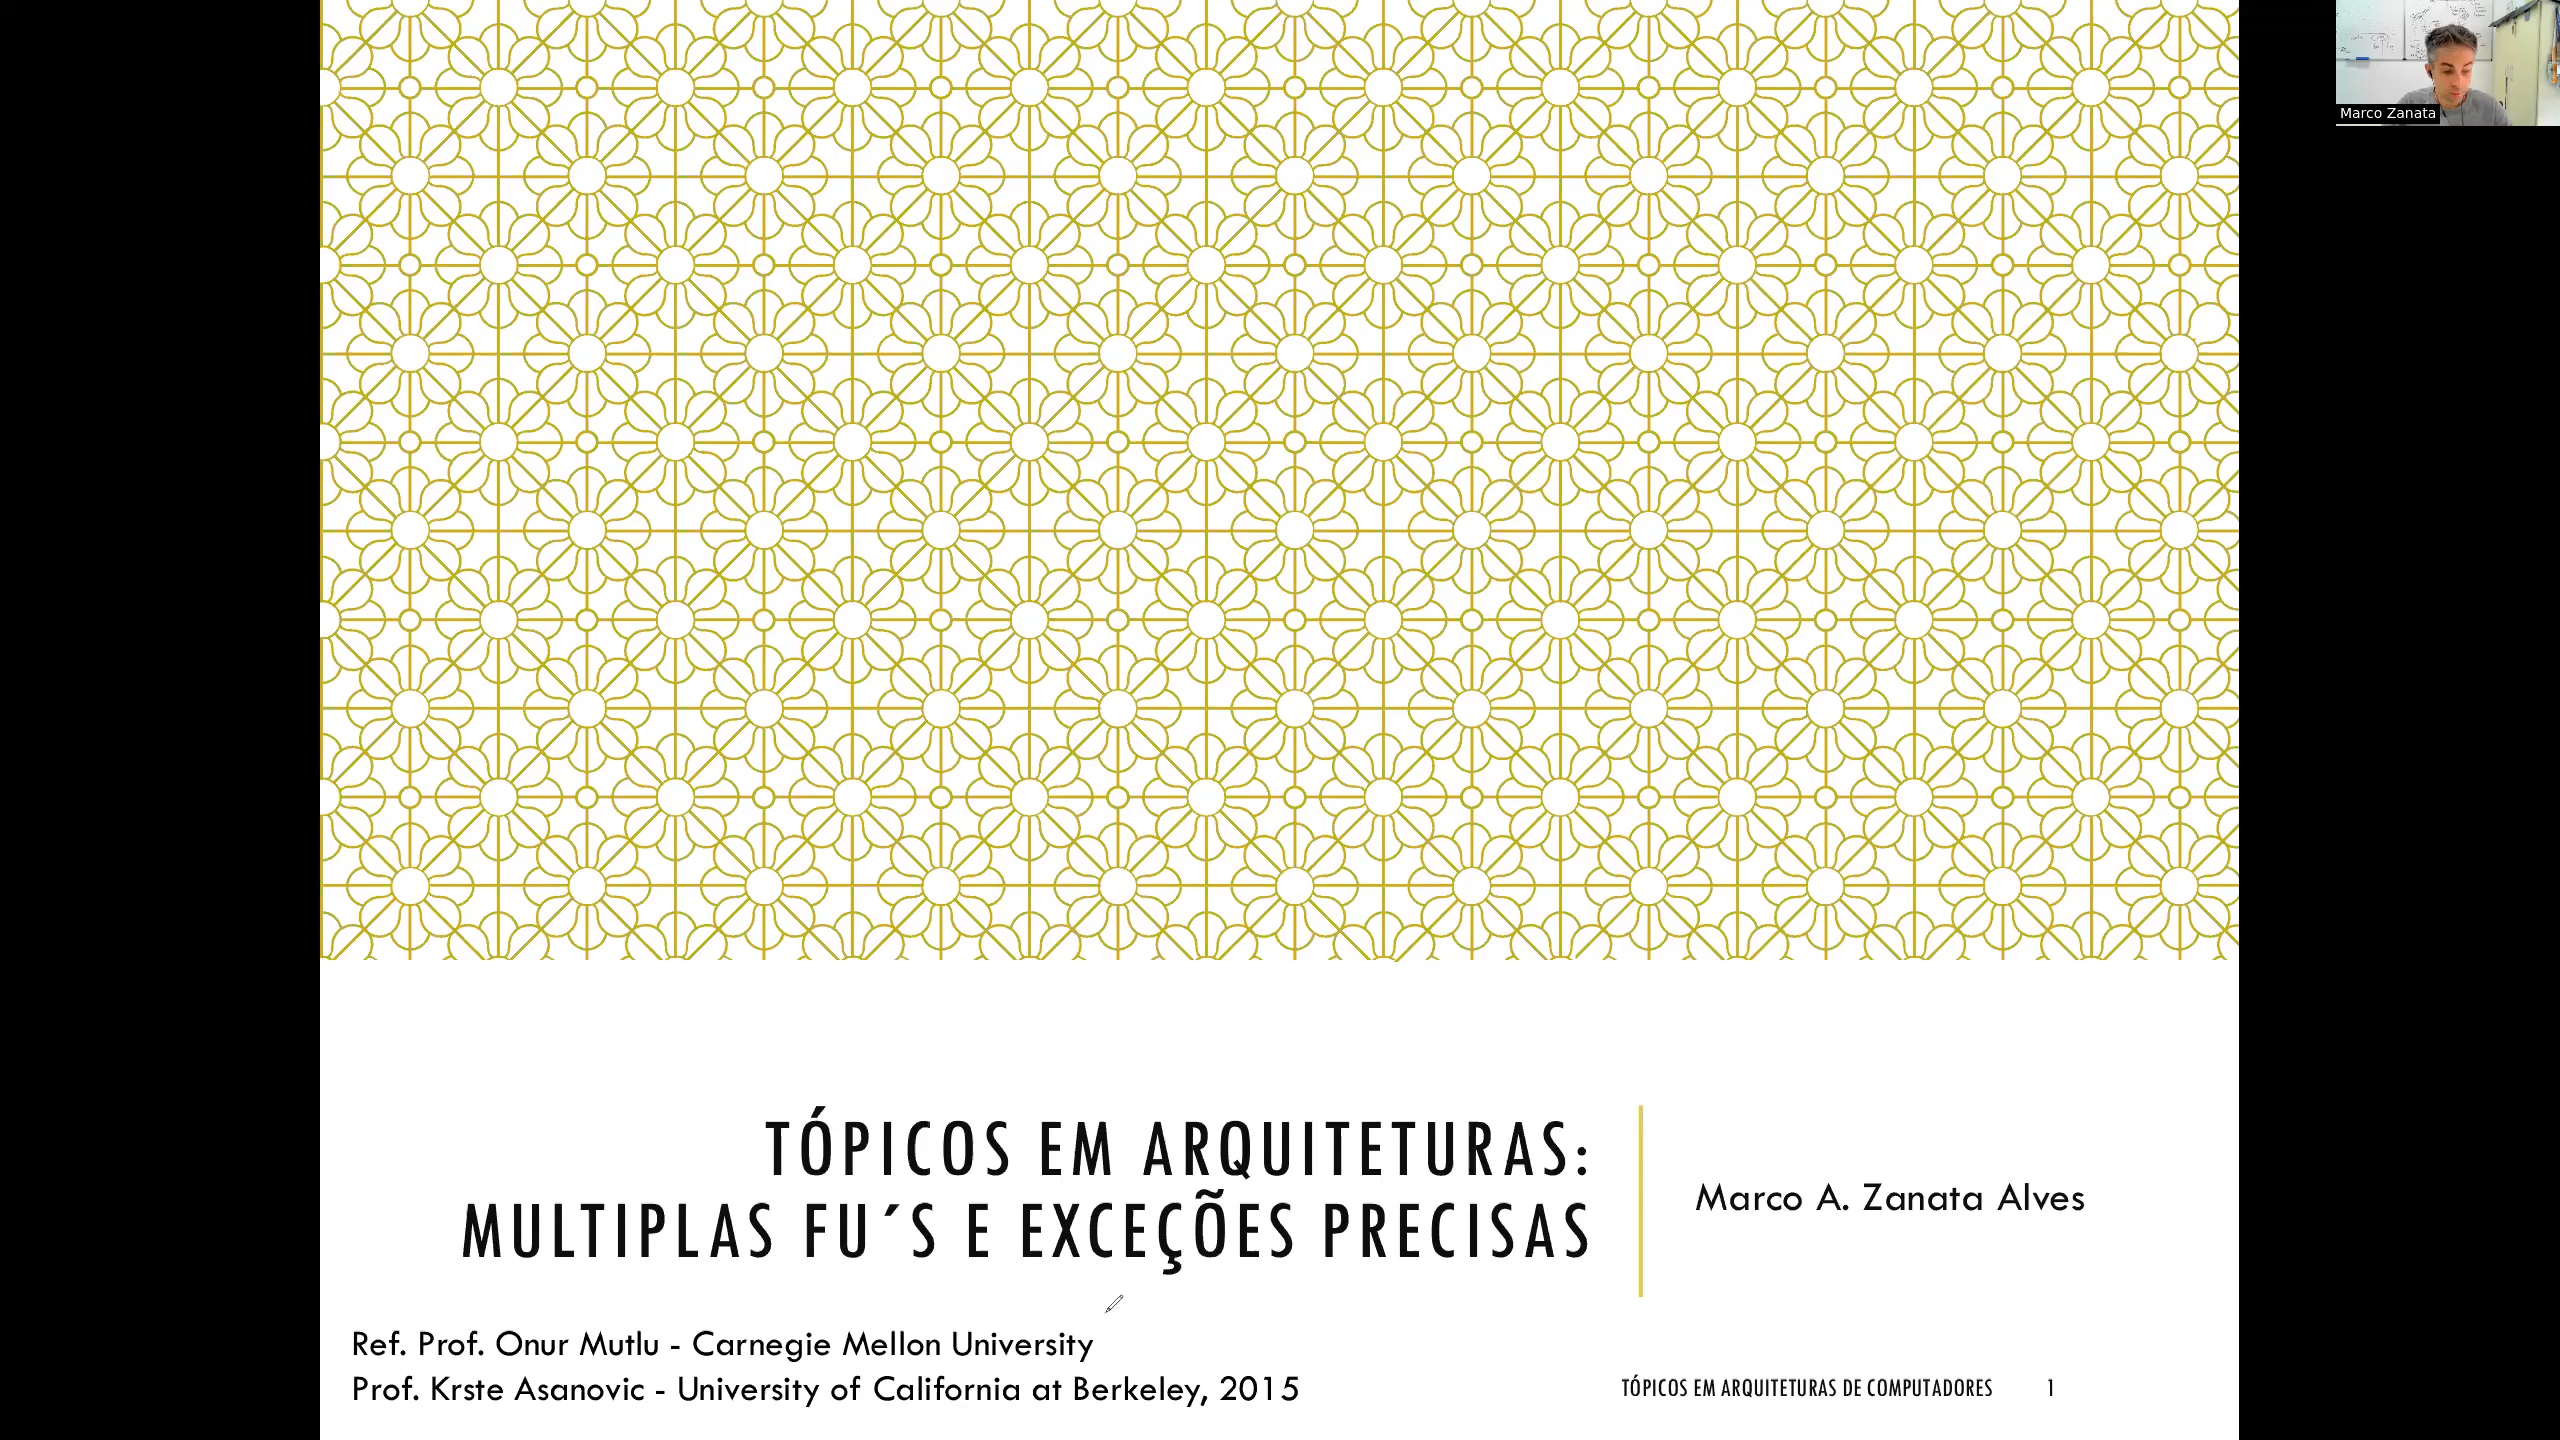 Marco Zanata
TÓPICOS EM ARQUITETURAS:
MULTIPLAS FU´S E EXCEÇÕES PRECISAS
Marco A. Zanata Alves
Ref. Prof. Onur Mutlu - Carnegie Mellon University
Prof. Krste Asanovic - University of California at Berkeley, 2015
TÓPICOS EM ARQUITETURAS DE COMPUTADORES 1